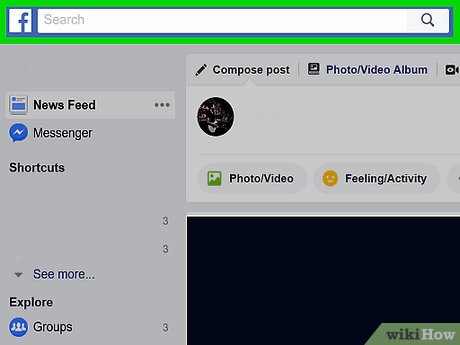 f Search
Compose post Photo/Video Album
News Feed
Messenger
Photo/Video Feeling/Activity
Shortcuts
3
3
See more...
Explore
Groups 3
wikiHow